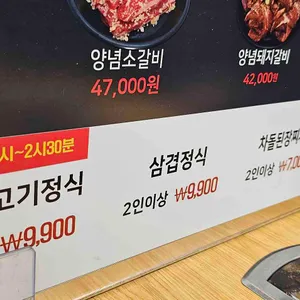 양념소갈비
47,000원
양념돼지갈비
42,000원
시~2시30분
고기정식
₩9,900
삼겹정식
2인이상 ₩9,900
차돌된장찌
2인이상 ₩7,0